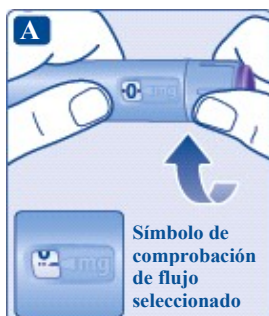 A
-0-
mg
mg
Símbolo de
comprobación
de flujo
seleccionado